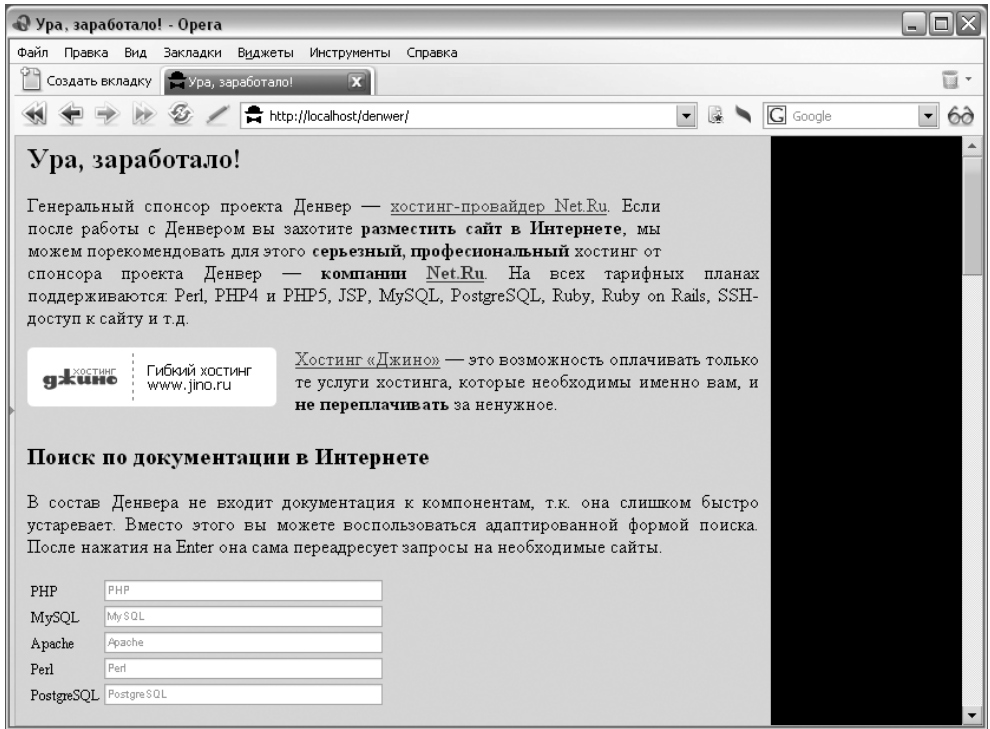 Ура, заработало! - Opera
Файл Правка Вид Закладки Виджеты Инструменты Справка
Создать вкладку Ура, заработало!
http://localhost/denwer/ G Google
Ура, заработало!
Генеральный спонсор проекта Денвер — хостинг-провайдер Net.Ru. Если
после работы с Денвером вы захотите разместить сайт в Интернете, мы
можем порекомендовать для этого серьезный, професиональный хостинг от
спонсора проекта Денвер — компании Net.Ru. На всех тарифных планах
поддерживаются: Perl, PHP4 и PHP5, JSP, MySQL, PostgreSQL, Ruby, Ruby on Rails, SSH-
доступ к сайту и т.д.
хостинг
джино
Гибкий хостинг
www.jino.ru
Хостинг «Джино» — это возможность оплачивать только
те услуги хостинга, которые необходимы именно вам, и
не переплачивать за ненужное.
Поиск по документации в Интернете
В состав Денвера не входит документация к компонентам, т.к. она слишком быстро
устаревает. Вместо этого вы можете воспользоваться адаптированной формой поиска.
После нажатия на Enter она сама переадресует запросы на необходимые сайты.
PHP PHP
MySQL MySQL
Apache Apache
Perl Perl
PostgreSQL PostgreSQL